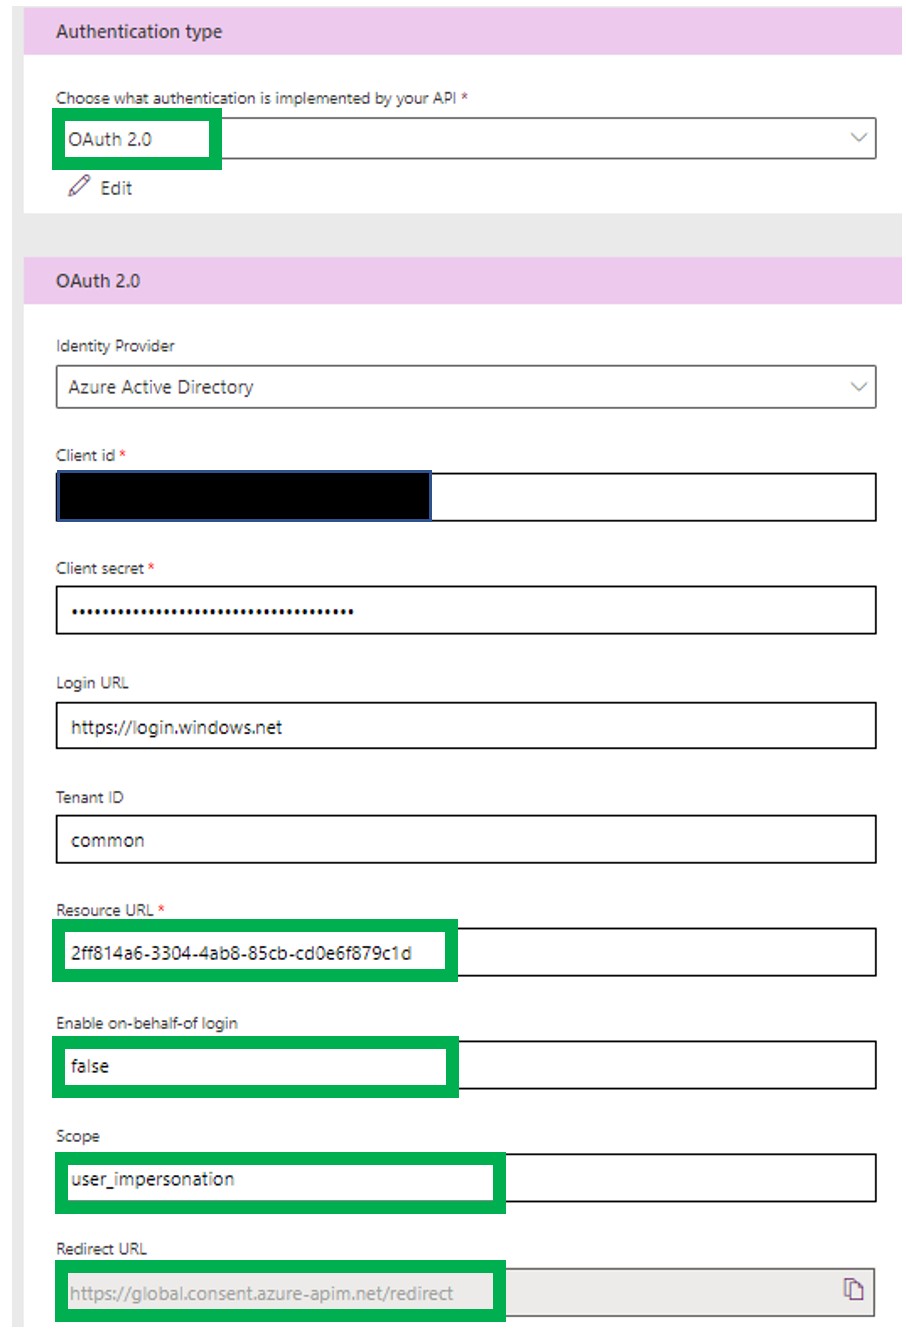 Authentication type
Choose what authentication is implemented by your API *
OAuth 2.0
Edit
OAuth 2.0
Identity Provider
Azure Active Directory
Client id *
Client secret *
•••••••••••••••••••••••••••••••••••••
Login URL
https://login.windows.net
Tenant ID
common
Resource URL *
2ff814a6-3304-4ab8-85cb-cd0e6f879c1d
Enable on-behalf-of login
false
Scope
user_impersonation
Redirect URL
https://global.consent.azure-apim.net/redirect